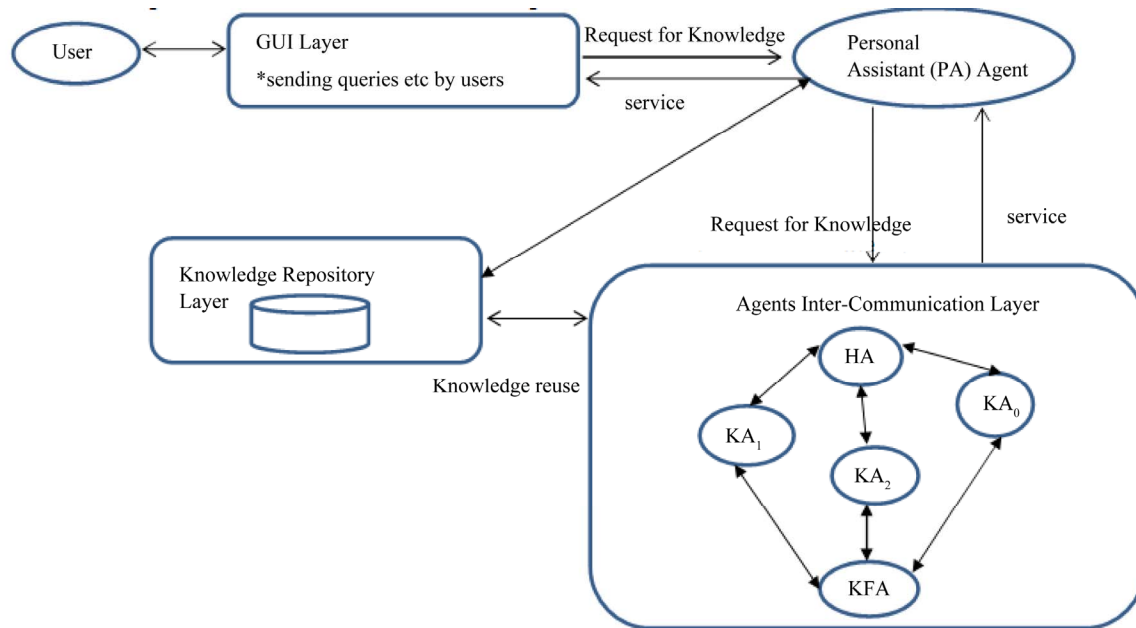 User
GUI Layer
*sending queries etc by users
Request for Knowledge
service
Personal
Assistant (PA) Agent
Request for Knowledge
service
Knowledge Repository
Layer
Knowledge reuse
Agents Inter-Communication Layer
HA
KA₁
KA₀
KA₂
KFA